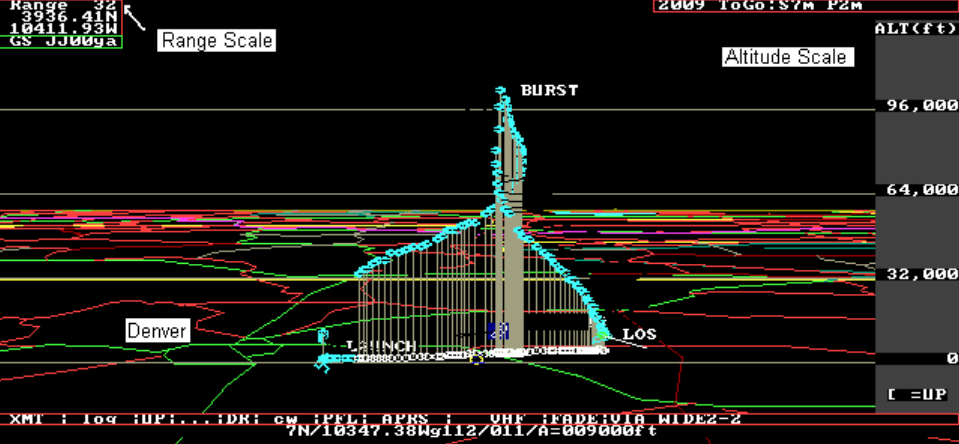 Range 32
3936.41N
10411.93W
GS JJ00ya
Range Scale
2009 ToGo:S7m P2m
ALT(ft)
Altitude Scale
BURST
96,000
64,000
32,000
Denver
LAUNCH
LOS
0
[ =UP
XMT ; log ;UP;...;DR; cw ;PFL; APRS ; VHF ;FADE;VIA WIDE2-2
7N/10347.38Wg112/011/A=009000ft